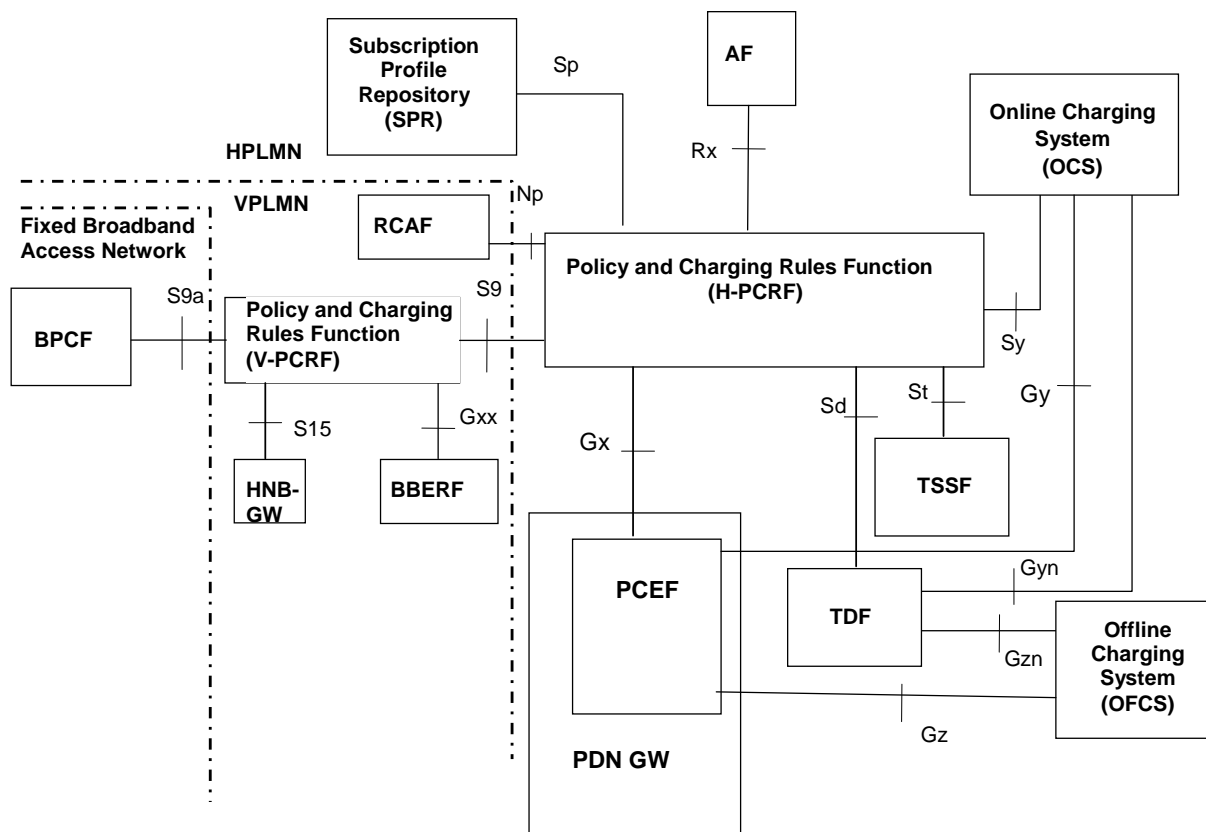 Subscription
Profile
Repository
(SPR)
Sp
AF
Rx
Online Charging
System
(OCS)
HPLMN
VPLMN
Np
Fixed Broadband
Access Network
RCAF
Policy and Charging Rules Function
(H-PCRF)
S9a
S9
Policy and Charging
Rules Function
(V-PCRF)
BPCF
Sy
S15
Gxx
Gx
Sd
St
Gy
HNB-
GW
BBERF
TSSF
PCEF
TDF
Gyn
Gzn
Offline
Charging
System
(OFCS)
Gz
PDN GW